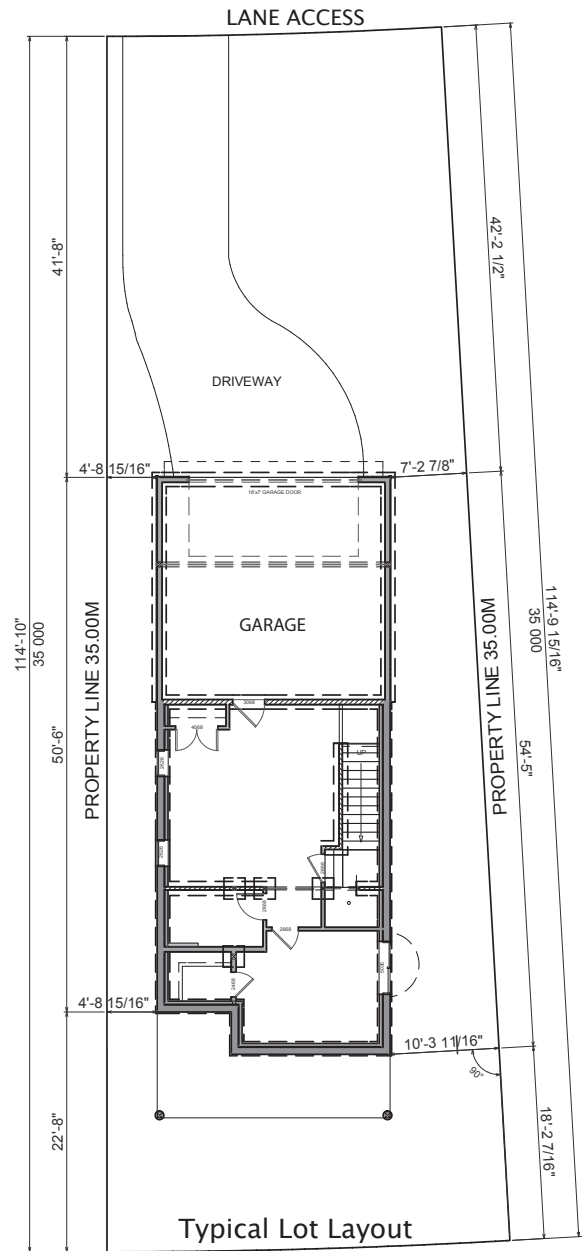 LANE ACCESS
41'-8"
42'-2 1/2"
DRIVEWAY
4'-8 15/16"
7'-2 7/8"
16'x7' GARAGE DOOR
GARAGE
114'-10"
35 000
PROPERTY LINE 35.00M
50'-6"
114'-9 15/16"
35 000
PROPERTY LINE 35.00M
54'-5"
3068
4068
UP
2668
2668
2868
2468
4'-8 15/16"
10'-3 11/16"
90°
22'-8"
18'-2 7/16"
Typical Lot Layout